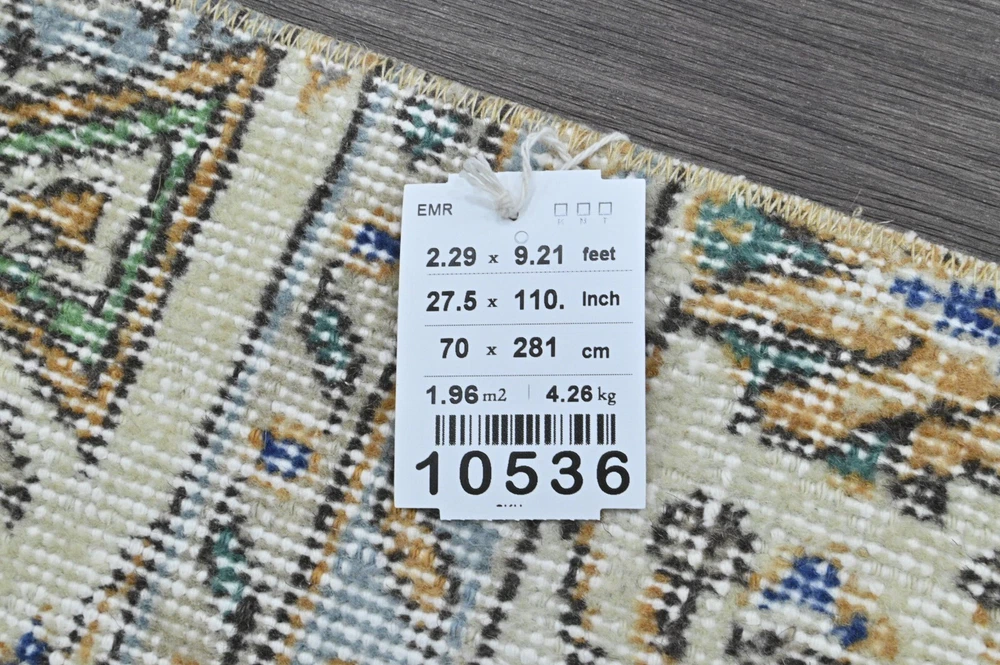 EMR
K N T
2.29 x 9.21 feet
27.5 x 110. Inch
70 x 281 cm
1.96 m2 | 4.26 kg
10536